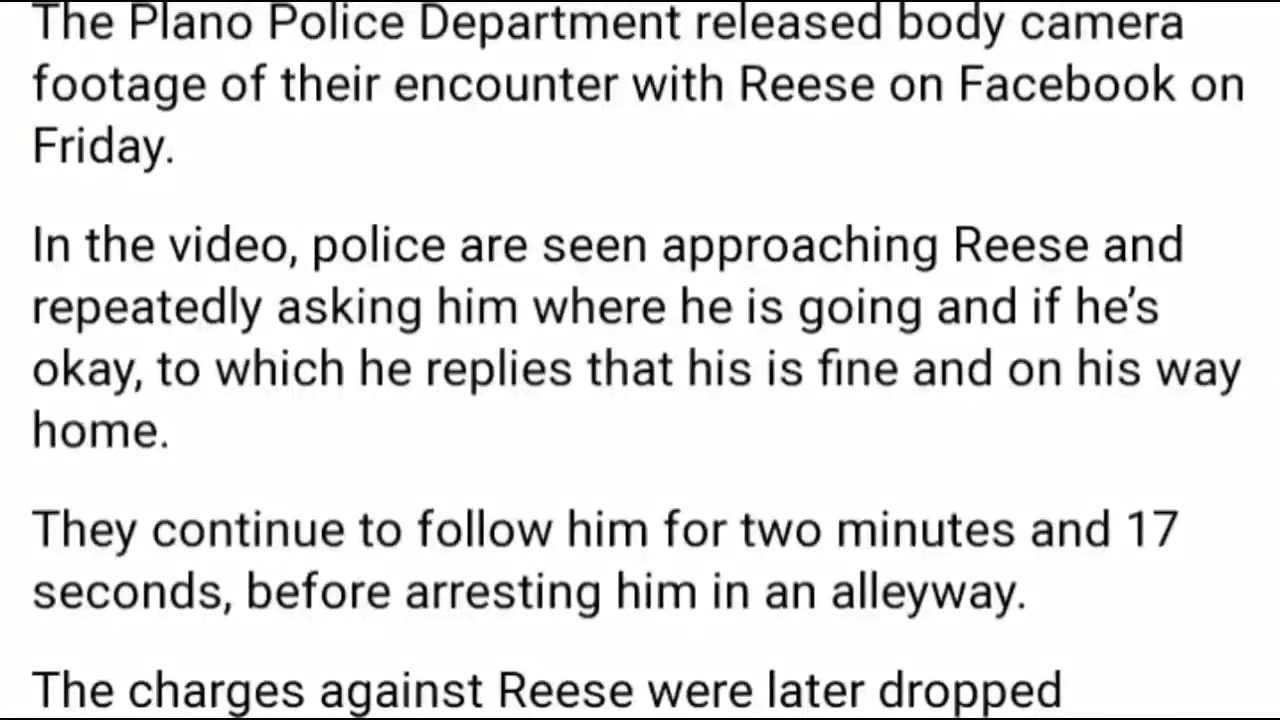 The Plano Police Department released body camera
footage of their encounter with Reese on Facebook on
Friday.
In the video, police are seen approaching Reese and
repeatedly asking him where he is going and if he’s
okay, to which he replies that his is fine and on his way
home.
They continue to follow him for two minutes and 17
seconds, before arresting him in an alleyway.
The charges against Reese were later dropped